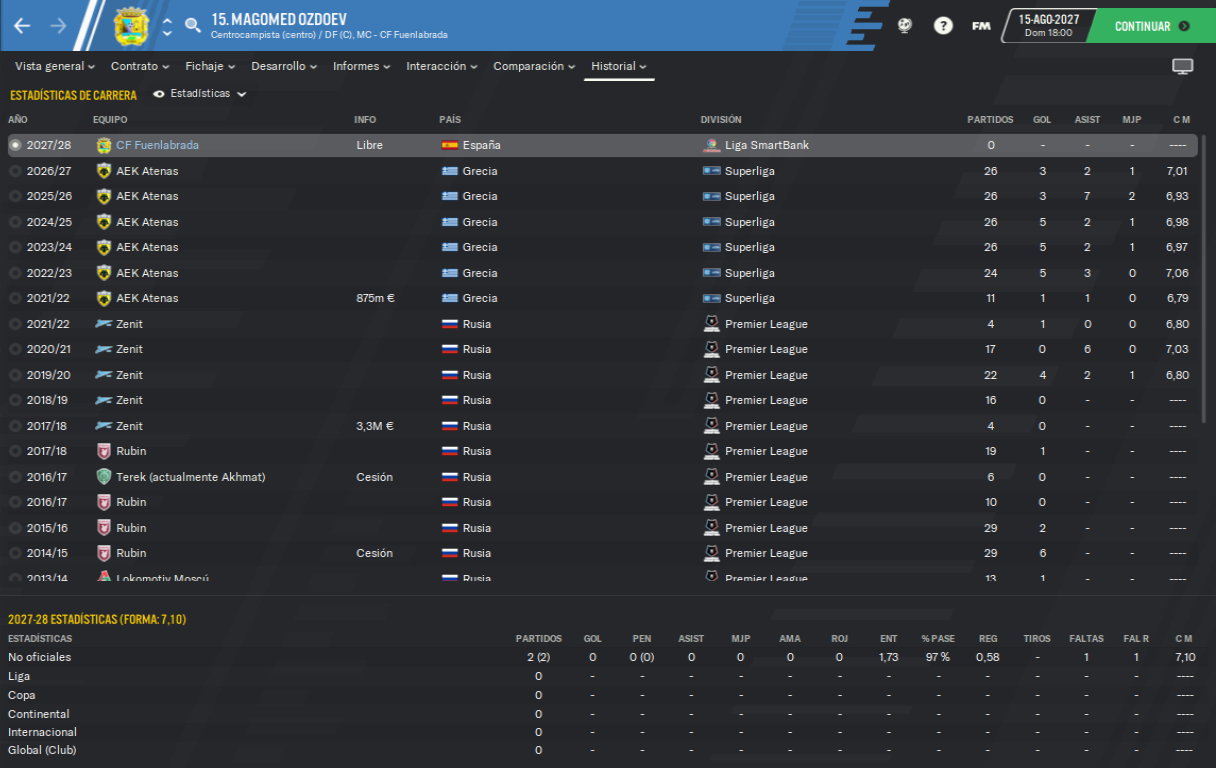 15. MAGOMED OZDOEV
Centrocampista (centro) / DF (C), MC - CF Fuenlabrada
? FM 15-AGO-2027 CONTINUAR
Dom 18:00
Vista general Contrato Fichaje Desarrollo Informes Interacción Comparación Historial
ESTADÍSTICAS DE CARRERA Estadísticas
AÑO EQUIPO INFO PAÍS DIVISIÓN PARTIDOS GOL ASIST MJP C M
2027/28 CF Fuenlabrada Libre España Liga SmartBank 0 - - - ----
2026/27 AEK Atenas Grecia Superliga 26 3 2 1 7,01
2025/26 AEK Atenas Grecia Superliga 26 3 7 2 6,93
2024/25 AEK Atenas Grecia Superliga 26 5 2 1 6,98
2023/24 AEK Atenas Grecia Superliga 26 5 2 1 6,97
2022/23 AEK Atenas Grecia Superliga 24 5 3 0 7,06
2021/22 AEK Atenas 875m € Grecia Superliga 11 1 1 0 6,79
2021/22 Zenit Rusia Premier League 4 1 0 0 6,80
2020/21 Zenit Rusia Premier League 17 0 6 0 7,03
2019/20 Zenit Rusia Premier League 22 4 2 1 6,80
2018/19 Zenit Rusia Premier League 16 0 - - ----
2017/18 Zenit 3,3M € Rusia Premier League 4 0 - - ----
2017/18 Rubin Rusia Premier League 19 1 - - ----
2016/17 Terek (actualmente Akhmat) Cesión Rusia Premier League 6 0 - - ----
2016/17 Rubin Rusia Premier League 10 0 - - ----
2015/16 Rubin Rusia Premier League 29 2 - - ----
2014/15 Rubin Cesión Rusia Premier League 29 6 - - ----
2013/14 Lokomotiv Moscú Rusia Premier League 13 1 - - ----
2027-28 ESTADÍSTICAS (FORMA: 7,10)
ESTADÍSTICAS PARTIDOS GOL PEN ASIST MJP AMA ROJ ENT % PASE REG TIROS FALTAS FAL R C M
No oficiales 2 (2) 0 0 (0) 0 0 0 0 1,73 97 % 0,58 - 1 1 7,10
Liga 0 - - - - - - - - - - - - ----
Copa 0 - - - - - - - - - - - - ----
Continental 0 - - - - - - - - - - - - ----
Internacional 0 - - - - - - - - - - - - ----
Global (Club) 0 - - - - - - - - - - - - ----